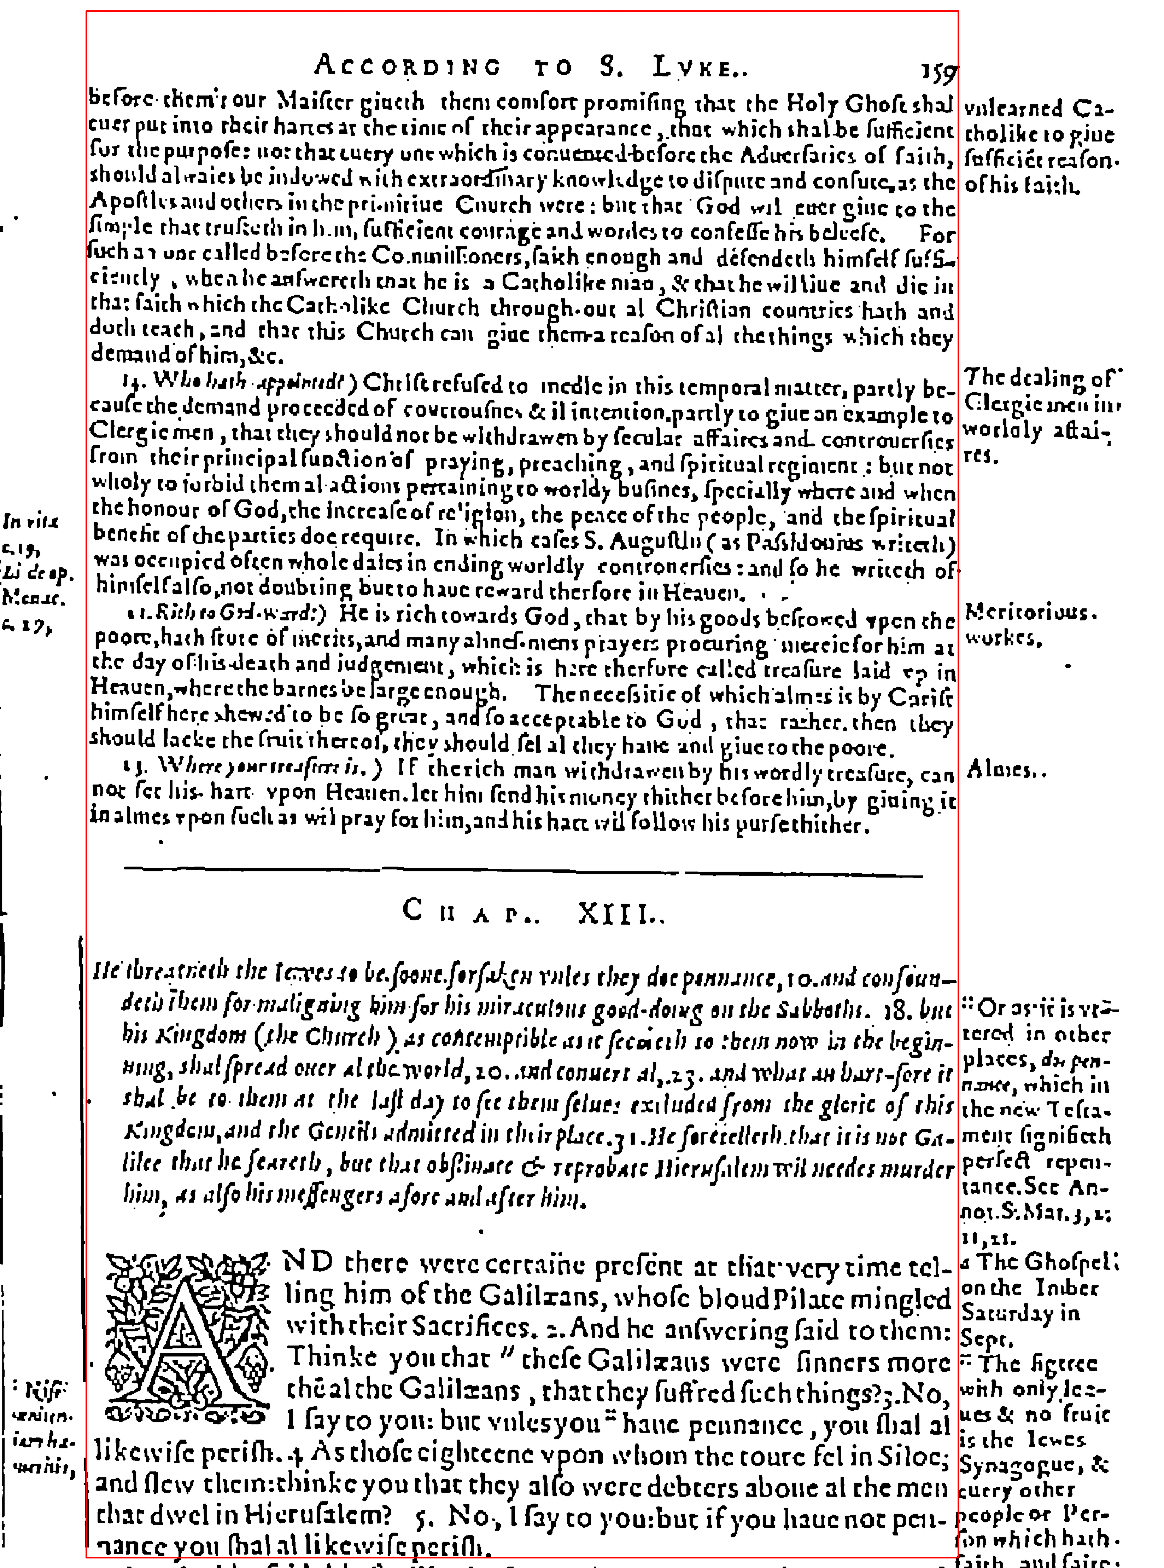 ACCORDING TO S. LVKE.. 159
before them: our Maiſter giueth them comfort promiſing that the Holy Ghoſt shal
euer put into their hartes at the time of their appearance, that which shal be ſufficient
for the purpoſe: not that euery one which is conuented before the Aduerſaries of faith,
should alwaies be indowed with extraordinary knowledge to diſpute and confute, as the
Apoſtles and others in the primitiue Church were: but that God wil euer giue to the
ſimple that truſteth in him, ſufficient courage and wordes to confeſſe his beleefe. For
ſuch an one called before the Commiſſioners, ſaith enough and defendeth himſelf ſuffi-
ciently, when he anſwereth that he is a Catholike man, & that he wil liue and die in
that faith which the Catholike Church through-out al Chriſtian countries hath and
doth teach, and that this Church can giue them a reaſon of al the things which they
demand of him, &c.
14. Who hath appointed?) Chriſt refuſed to medle in this temporal matter, partly be-
cauſe the demand proceeded of couetouſnes & il intention, partly to giue an example to
Clergie men, that they should not be withdrawen by ſecular affaires and controuerſies
from their principal function of praying, preaching, and ſpiritual regiment: but not
wholy to forbid them al actions pertaining to worldy buſines, ſpecially where and when
the honour of God, the increaſe of religion, the peace of the people, and the ſpiritual
benefit of the parties doe require. In which caſes S. Auguſtin (as Poſſidonius writeth)
was occupied often whole daies in ending worldly controuerſies: and ſo he writeth of
himſelf alſo, not doubting but to haue reward therfore in Heauen.
21. Rich to God-ward:) He is rich towards God, that by his goods beſtowed vpon the
poore, hath ſtore of merits, and many almeſ-mens prayers procuring mercie for him at
the day of his death and iudgement, which is here therfore called treaſure laid vp in
Heauen, where the barnes be large enough. The neceſſitie of which almes is by Chriſt
himſelf here shewed to be ſo great, and ſo acceptable to God, that rather then they
should lacke the fruit thereof, they should ſel al they haue and giue to the poore.
Where your treaſure is.) If the rich man withdrawen by his wordly treaſure, can
not ſet his hart vpon Heauen, let him ſend his money thither before him, by giuing it
in almes vpon ſuch as wil pray for him, and his hart wil follow his purſe thither.
vnlearned Ca-
tholike to giue
ſufficiēt reaſon
of his faith.
The dealing of
Clergie men in
worldly affai-
res.
In vita
c. 19,
Li de op.
Monac.
c. 29,
Meritorious
workes.
Almes..
CHAP.. XIII..
He threatneth the Iewes to be ſoone forſaken vnles they doe pennance, 10. and confoun-
deth them for maligning him for his miraculous good-doing on the Sabboths. 18. but
his Kingdom (the Church) as contemptible as it ſeemeth to them now in the begin-
ning, shal ſpread ouer al the world, 20. and conuert al, 23. and what an hart-ſore it
shal be to them at the laſt day to ſee them ſelues excluded from the glorie of this
Kingdom, and the Gentils admitted in their place. 31. He foretelleth that it is not Ga-
lilee that he feareth, but that obſtinate & reprobate Hieruſalem wil needes murder
him, as alſo his meſſengers afore and after him.
AND there were certaine preſent at that very time tel-
ling him of the Galilæans, whoſe bloud Pilate mingled
with their Sacrifices. 2. And he anſwering ſaid to them:
Thinke you that " theſe Galilæans were ſinners more
thē al the Galilæans, that they ſuffred ſuch things? 3. No,
I ſay to you: but vnles you " haue pennance, you ſhal al
likewiſe periſh. 4 As thoſe eighteene vpon whom the toure fel in Siloe;
and ſlew them: thinke you that they alſo were debters aboue al the men
that dwel in Hieruſalem? 5. No, I ſay to you: but if you haue not pen-
nance you ſhal al likewiſe periſh.
" Or as it is vt-
tered in other
places, do pen-
nance, which in
the new Teſta-
ment ſignifieth
perfect repen-
tance. See An-
not. S. Mat. 3, 2;
11, 21.
a The Ghoſpel
on the Imber
Saturday in
Sept.
" The figtree
with only lea-
ues & no fruit
is the Iewes
Synagogue, &
euery other
people or Per-
ſon which hath
faith and faire